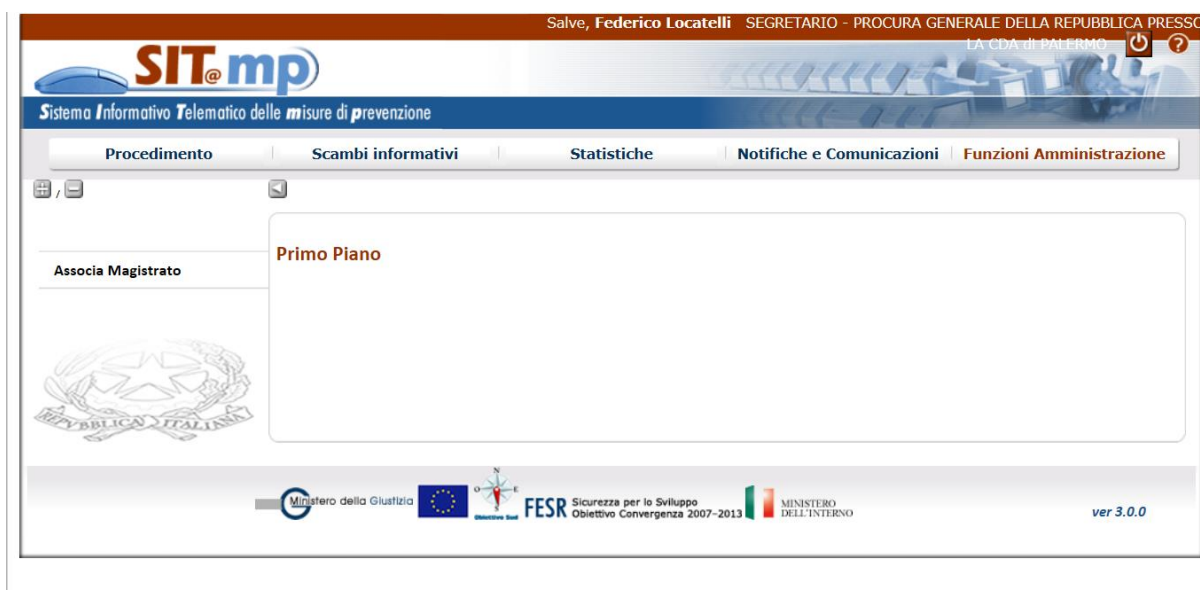 Salve, Federico Locatelli SEGRETARIO - PROCURA GENERALE DELLA REPUBBLICA PRESSO
LA CDA di PALERMO
SIT@mp
Sistema Informativo Telematico delle misure di prevenzione
Procedimento Scambi informativi Statistiche Notifiche e Comunicazioni Funzioni Amministrazione
/
Primo Piano
Associa Magistrato
REPVBBLICA ITALIANA
N
O E
Ministero della Giustizia
Obiettivo Sud
FESR Sicurezza per lo Sviluppo
Obiettivo Convergenza 2007-2013
MINISTERO
DELL'INTERNO
ver 3.0.0